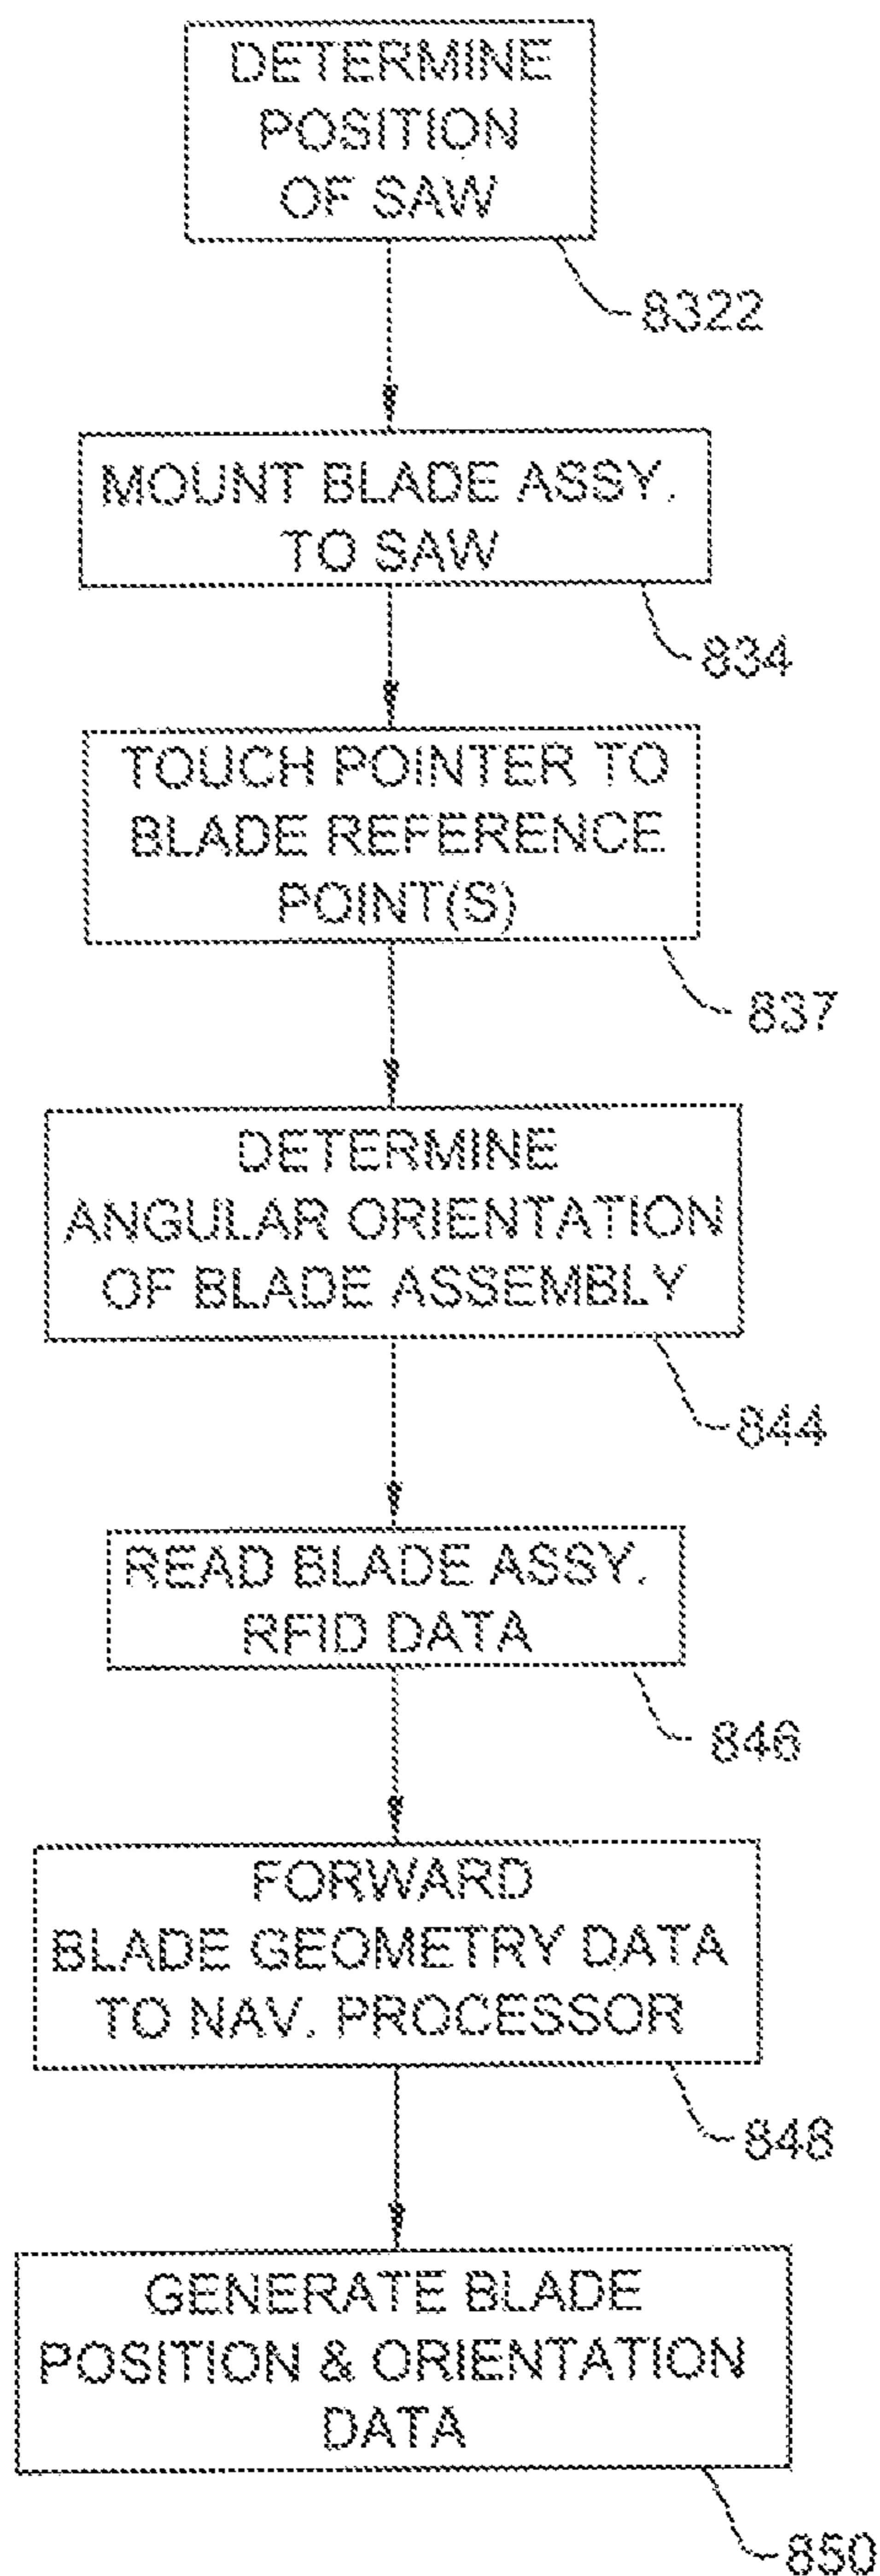 DETERMINE
POSITION
OF SAW
8322
MOUNT BLADE ASSY.
TO SAW
834
TOUCH POINTER TO
BLADE REFERENCE
POINT(S)
837
DETERMINE
ANGULAR ORIENTATION
OF BLADE ASSEMBLY
844
READ BLADE ASSY.
RFID DATA
846
FORWARD
BLADE GEOMETRY DATA
TO NAV. PROCESSOR
848
GENERATE BLADE
POSITION & ORIENTATION
DATA
850